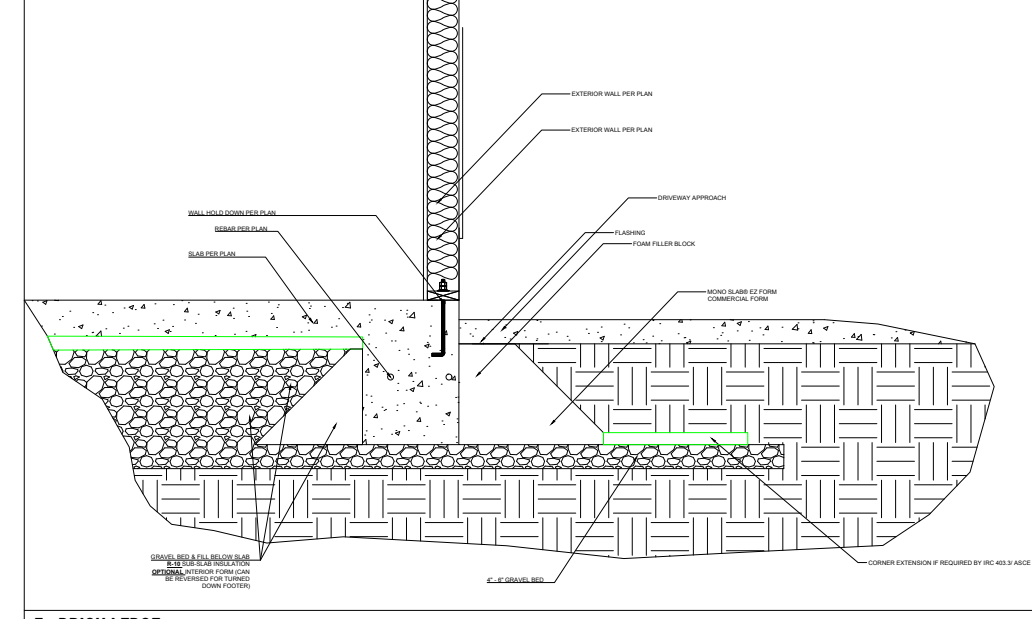 EXTERIOR WALL PER PLAN
EXTERIOR WALL PER PLAN
DRIVEWAY APPROACH
WALL HOLD DOWN PER PLAN
REBAR PER PLAN
FLASHING
FOAM FILLER BLOCK
SLAB PER PLAN
MONO SLAB® EZ FORM
COMMERCIAL FORM
GRAVEL BED & FILL BELOW SLAB
R-10 SUB-SLAB INSULATION
OPTIONAL INTERIOR FORM (CAN
BE REVERSED FOR TURNED
DOWN FOOTER)
4" - 6" GRAVEL BED
CORNER EXTENSION IF REQUIRED BY IRC 403.3/ ASCE